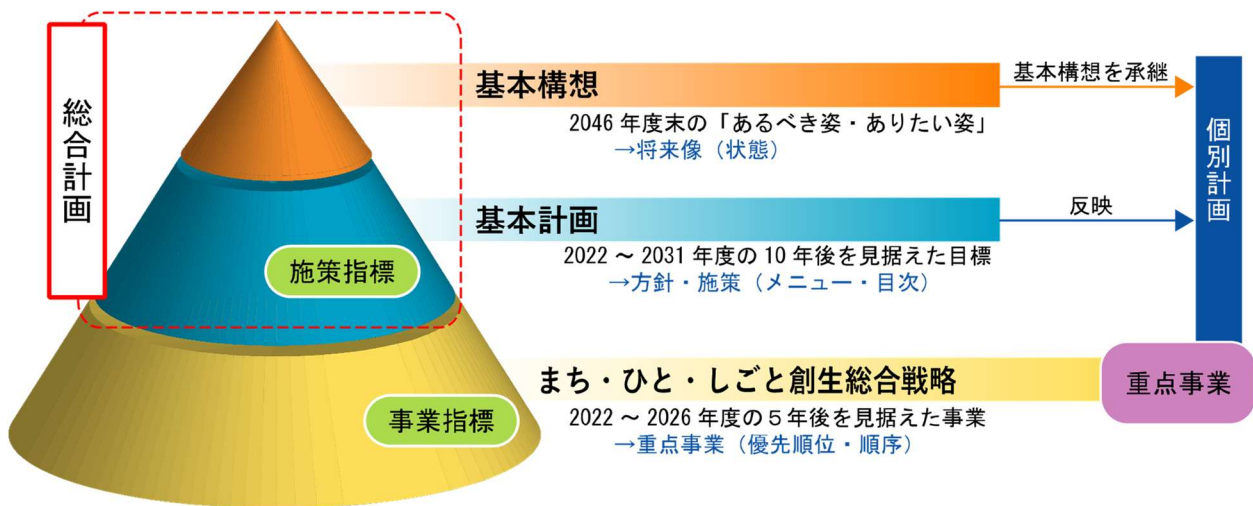 総合計画
基本構想
2046 年度末の「あるべき姿・ありたい姿」
→将来像（状態）
基本構想を承継
個別計画
基本計画
2022 ～ 2031 年度の 10 年後を見据えた目標
→方針・施策（メニュー・目次）
反映
施策指標
まち・ひと・しごと創生総合戦略
2022 ～ 2026 年度の５年後を見据えた事業
→重点事業（優先順位・順序）
重点事業
事業指標